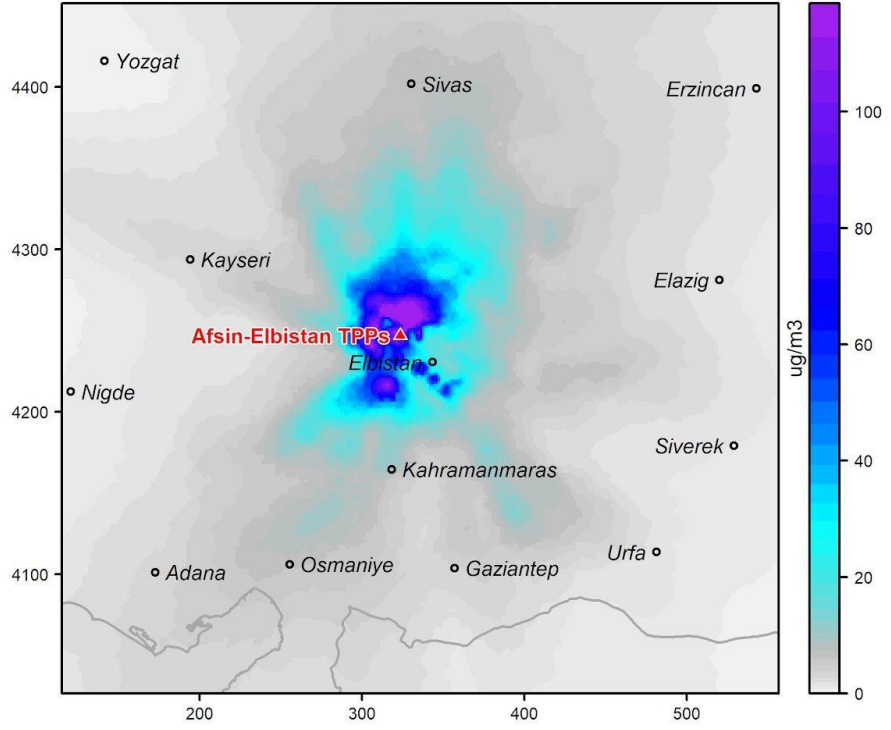 Yozgat
Sivas
Erzincan
Kayseri
Elazig
Afsin-Elbistan TPPs
Elbistan
Nigde
Siverek
Kahramanmaras
Urfa
Adana
Osmaniye
Gaziantep
4400
4300
4200
4100
200
300
400
500
100
80
60
40
20
0
ug/m3